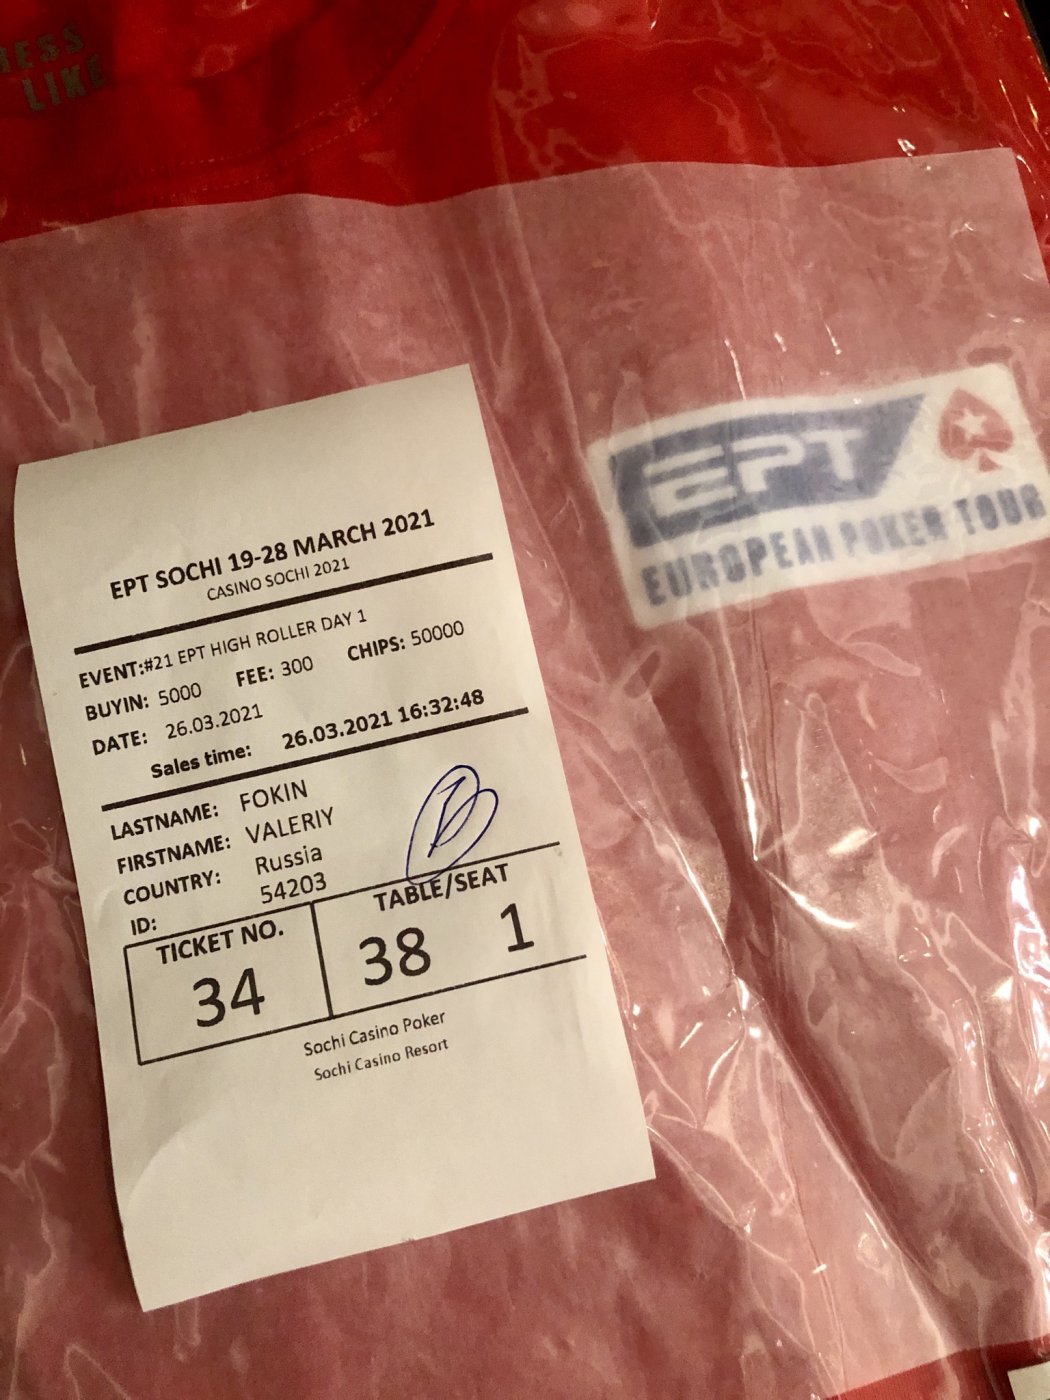 LIKE
EPT
EUROPEAN POKER TOUR
EPT SOCHI 19-28 MARCH 2021
CASINO SOCHI 2021
EVENT:#21 EPT HIGH ROLLER DAY 1
BUYIN: 5000 FEE: 300 CHIPS: 50000
DATE: 26.03.2021
Sales time: 26.03.2021 16:32:48
LASTNAME: FOKIN
FIRSTNAME: VALERIY
COUNTRY: Russia
ID: 54203
TICKET NO. TABLE/SEAT
34 38 1
Sochi Casino Poker
Sochi Casino Resort